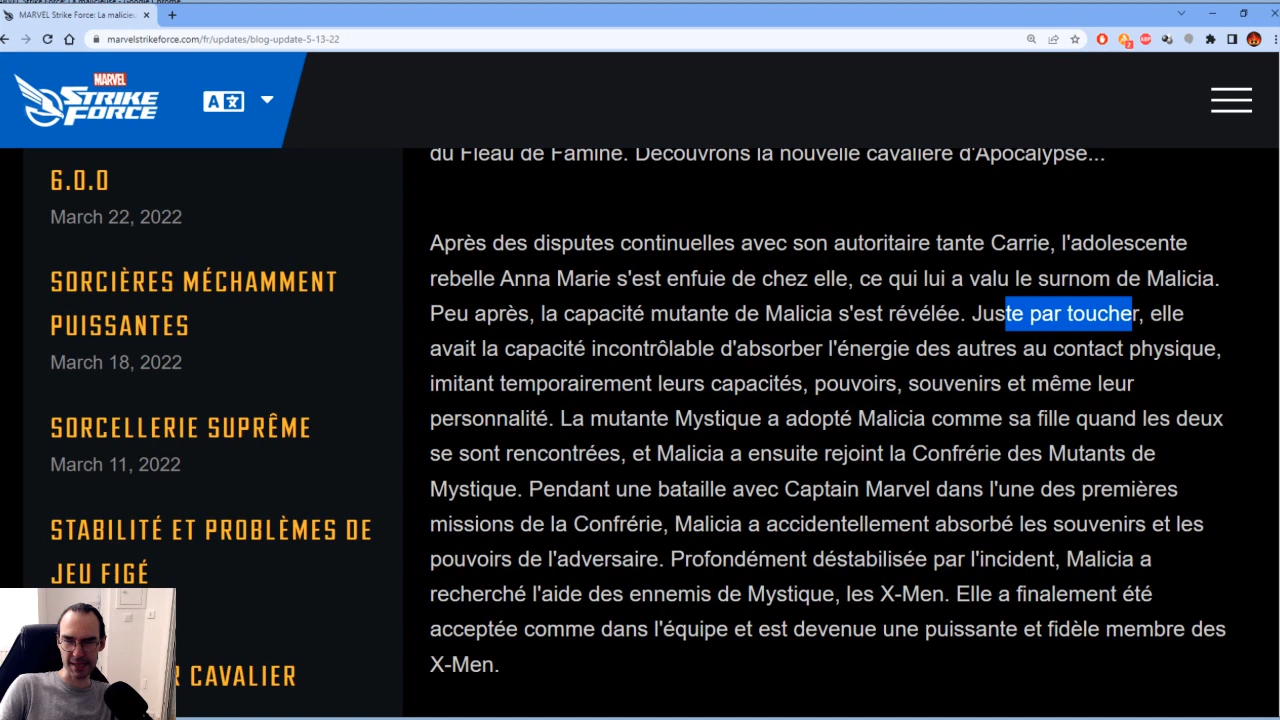 MARVEL Strike Force: La malicieuse - Google Chrome
MARVEL Strike Force: La malicieu
marvelstrikeforce.com/fr/updates/blog-update-5-13-22
MARVEL
STRIKE
FORCE
A
6.0.0
March 22, 2022
SORCIÈRES MÉCHAMMENT
PUISSANTES
March 18, 2022
SORCELLERIE SUPRÊME
March 11, 2022
STABILITÉ ET PROBLÈMES DE
JEU FIGÉ
CAVALIER
du Fléau de Famine. Découvrons la nouvelle cavalière d'Apocalypse...
Après des disputes continuelles avec son autoritaire tante Carrie, l'adolescente
rebelle Anna Marie s'est enfuie de chez elle, ce qui lui a valu le surnom de Malicia.
Peu après, la capacité mutante de Malicia s'est révélée. Juste par toucher, elle
avait la capacité incontrôlable d'absorber l'énergie des autres au contact physique,
imitant temporairement leurs capacités, pouvoirs, souvenirs et même leur
personnalité. La mutante Mystique a adopté Malicia comme sa fille quand les deux
se sont rencontrées, et Malicia a ensuite rejoint la Confrérie des Mutants de
Mystique. Pendant une bataille avec Captain Marvel dans l'une des premières
missions de la Confrérie, Malicia a accidentellement absorbé les souvenirs et les
pouvoirs de l'adversaire. Profondément déstabilisée par l'incident, Malicia a
recherché l'aide des ennemis de Mystique, les X-Men. Elle a finalement été
acceptée comme dans l'équipe et est devenue une puissante et fidèle membre des
X-Men.